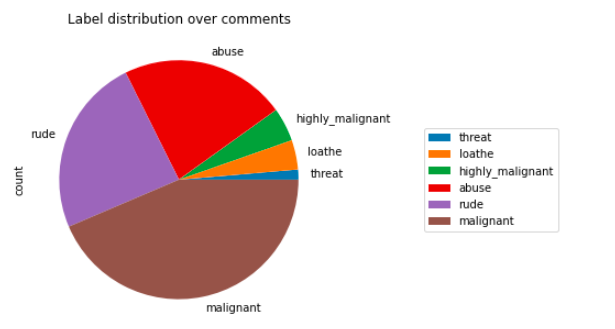 Label distribution over comments
abuse
highly_malignant
rude
loathe
threat
count
malignant
threat
loathe
highly_malignant
abuse
rude
malignant